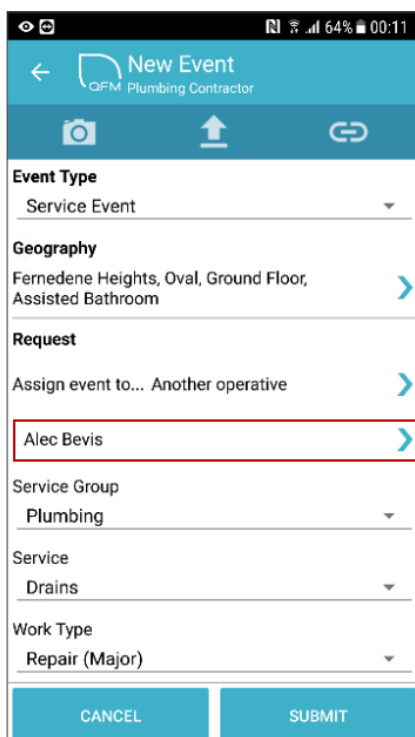 64% 00:11
New Event
QFM Plumbing Contractor
Event Type
Service Event
Geography
Fernedene Heights, Oval, Ground Floor,
Assisted Bathroom
Request
Assign event to... Another operative
Alec Bevis
Service Group
Plumbing
Service
Drains
Work Type
Repair (Major)
CANCEL SUBMIT